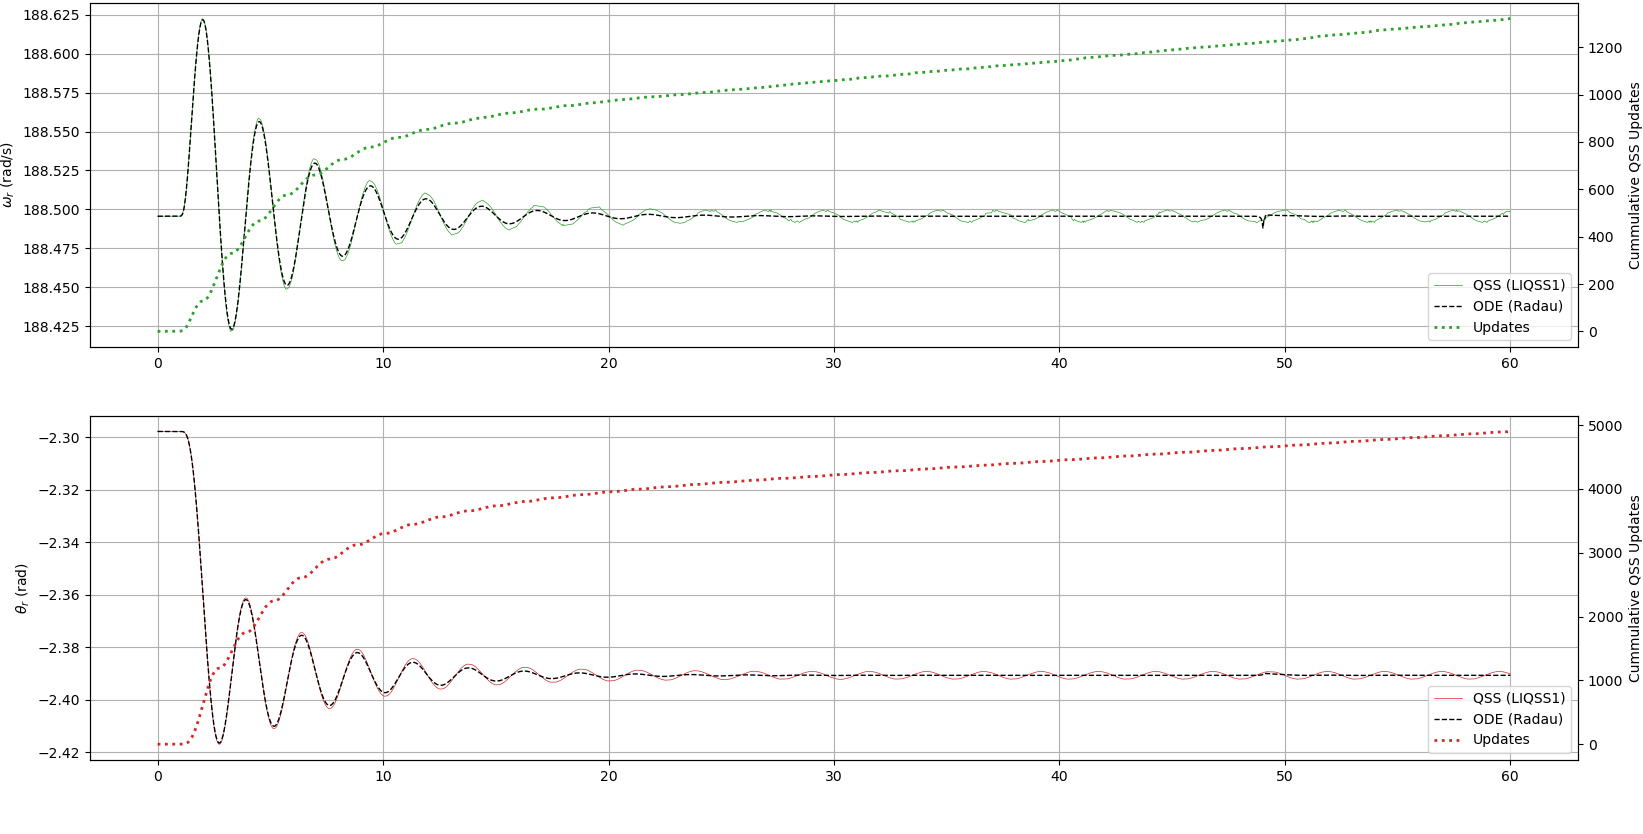 188.625
188.600
188.575
188.550
188.525
188.500
188.475
188.450
188.425
ωr (rad/s)
1200
1000
800
600
400
200
0
Cummulative QSS Updates
QSS (LIQSS1)
ODE (Radau)
Updates
0 10 20 30 40 50 60
−2.30
−2.32
−2.34
−2.36
−2.38
−2.40
−2.42
θr (rad)
5000
4000
3000
2000
1000
0
Cummulative QSS Updates
QSS (LIQSS1)
ODE (Radau)
Updates
0 10 20 30 40 50 60